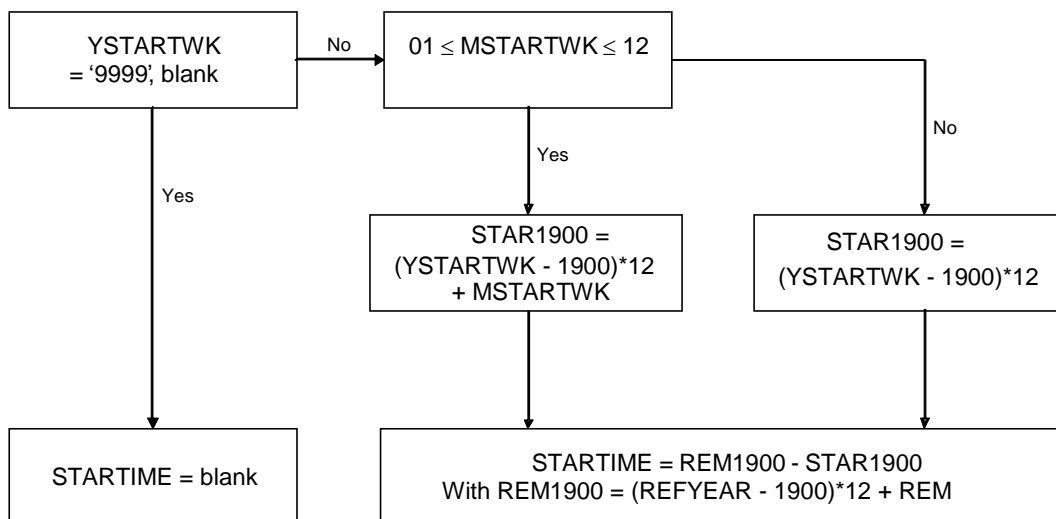 YSTARTWK
= ‘9999’, blank
No
01 ≤ MSTARTWK ≤ 12
No
Yes
Yes
STAR1900 =
(YSTARTWK - 1900)*12
+ MSTARTWK
STAR1900 =
(YSTARTWK - 1900)*12
STARTIME = blank
STARTIME = REM1900 - STAR1900
With REM1900 = (REFYEAR - 1900)*12 + REM